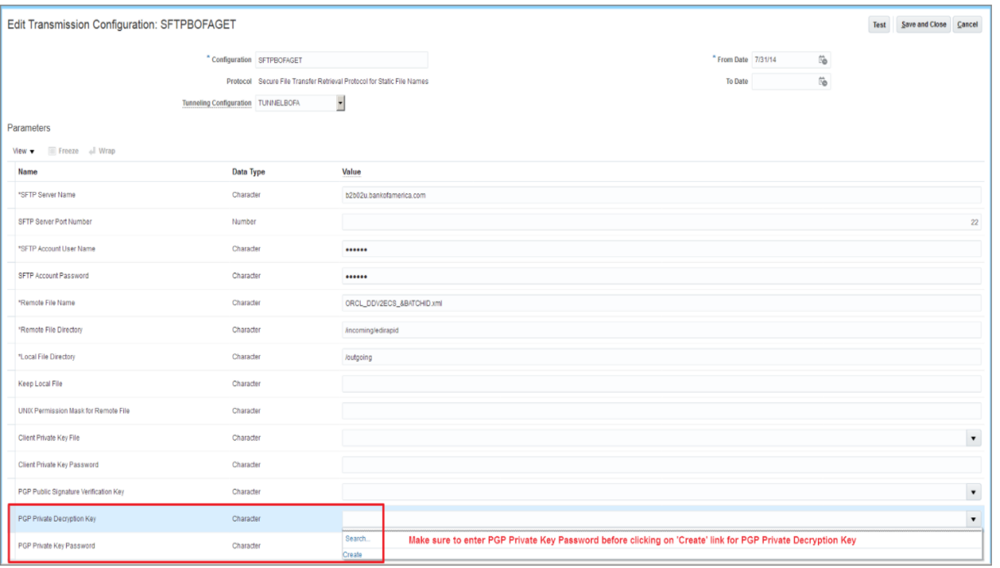 Edit Transmission Configuration: SFTPBOFAGET
Test Save and Close Cancel
* Configuration SFTPBOFAGET
* From Date 7/31/14
Protocol Secure File Transfer Retrieval Protocol for Static File Names
To Date
Tunneling Configuration TUNNELBOFA
Parameters
View Freeze Wrap
Name Data Type Value
*SFTP Server Name Character b2b02u.bankofamerica.com
SFTP Server Port Number Number 22
*SFTP Account User Name Character ••••••
SFTP Account Password Character ••••••
*Remote File Name Character ORCL_DDV2ECS_&BATCHID.xml
*Remote File Directory Character /incoming/edirapid
*Local File Directory Character /outgoing
Keep Local File Character
UNIX Permission Mask for Remote File Character
Client Private Key File Character
Client Private Key Password Character
PGP Public Signature Verification Key Character
PGP Private Decryption Key Character
PGP Private Key Password Character
Search...
Make sure to enter PGP Private Key Password before clicking on 'Create' link for PGP Private Decryption Key
Create